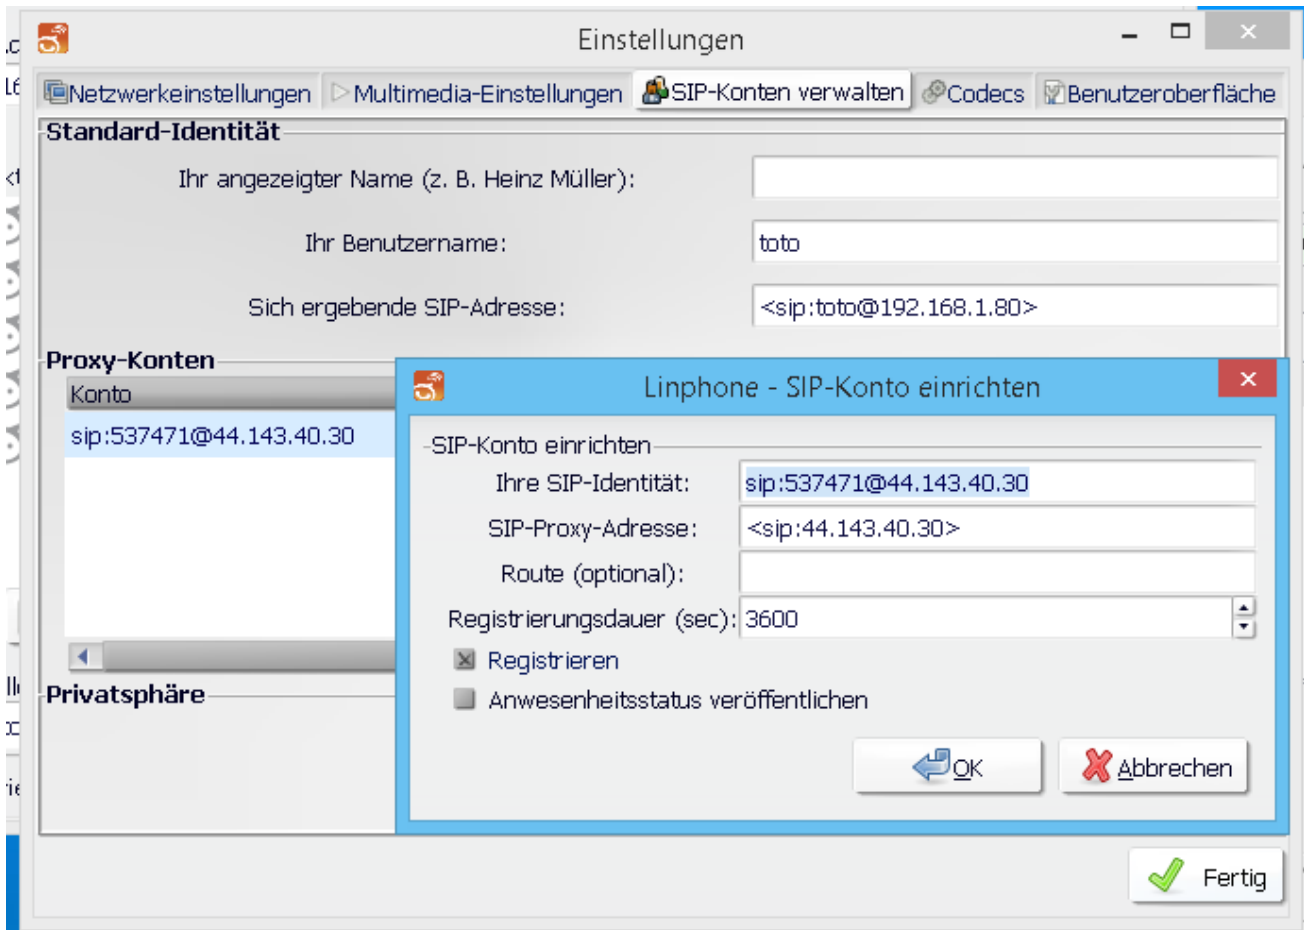 Einstellungen
Netzwerkeinstellungen Multimedia-Einstellungen SIP-Konten verwalten Codecs Benutzeroberfläche
Standard-Identität
Ihr angezeigter Name (z. B. Heinz Müller):
Ihr Benutzername: toto
Sich ergebende SIP-Adresse: <sip:toto@192.168.1.80>
Proxy-Konten
Konto
sip:537471@44.143.40.30
Privatsphäre
Linphone - SIP-Konto einrichten
SIP-Konto einrichten
Ihre SIP-Identität: sip:537471@44.143.40.30
SIP-Proxy-Adresse: <sip:44.143.40.30>
Route (optional):
Registrierungsdauer (sec): 3600
Registrieren
Anwesenheitsstatus veröffentlichen
OK Abbrechen
Fertig